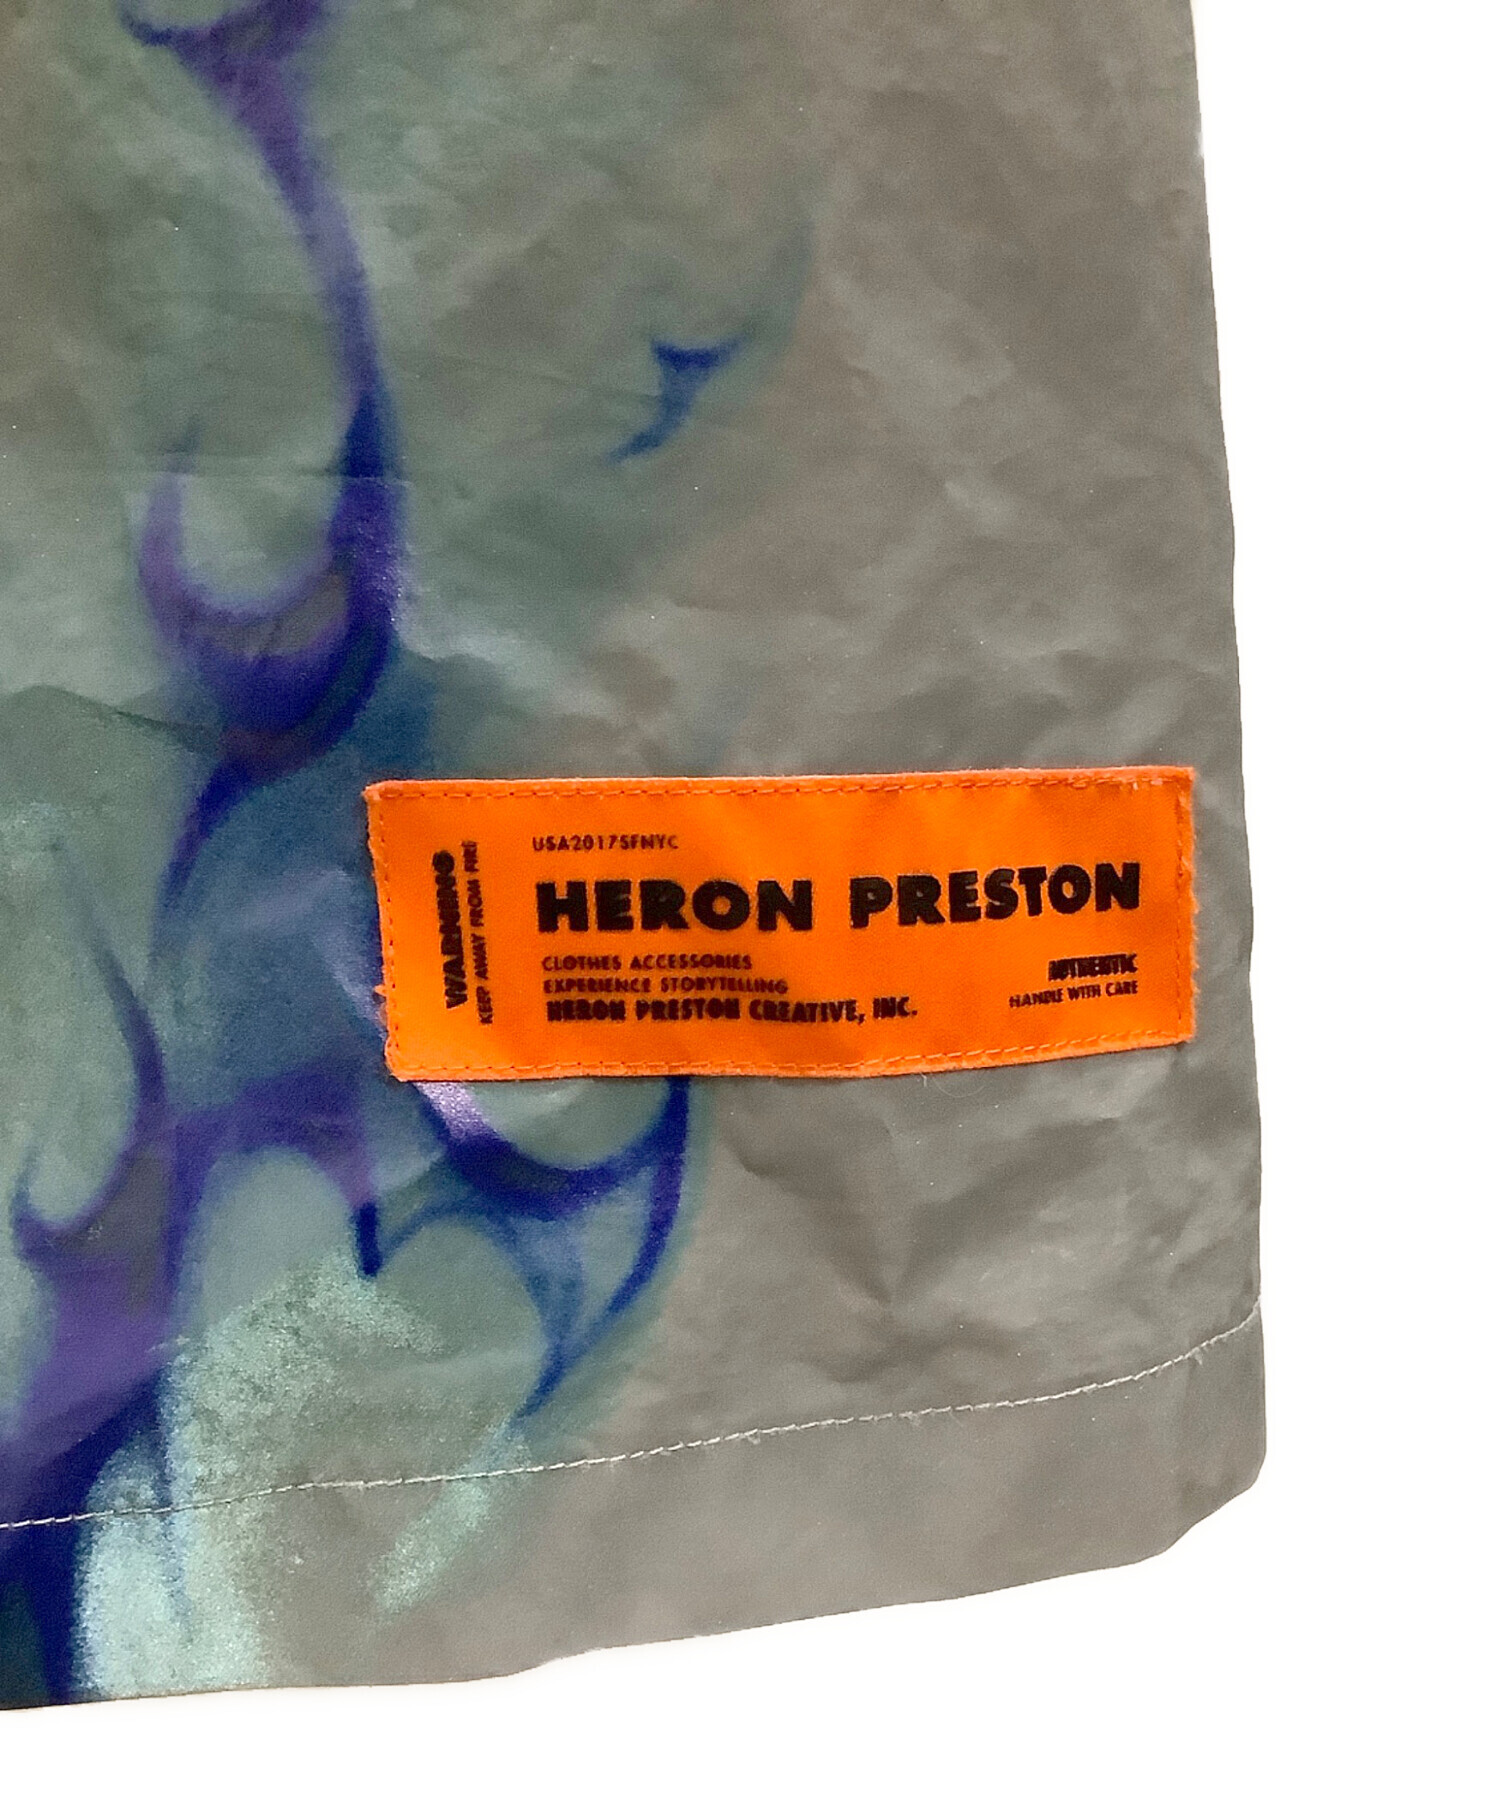 WARNING
KEEP AWAY FROM FIRE
USA2017SFNYC
HERON PRESTON
CLOTHES ACCESSORIES
EXPERIENCE STORYTELLING
HERON PRESTON CREATIVE, INC.
AUTHENTIC
HANDLE WITH CARE